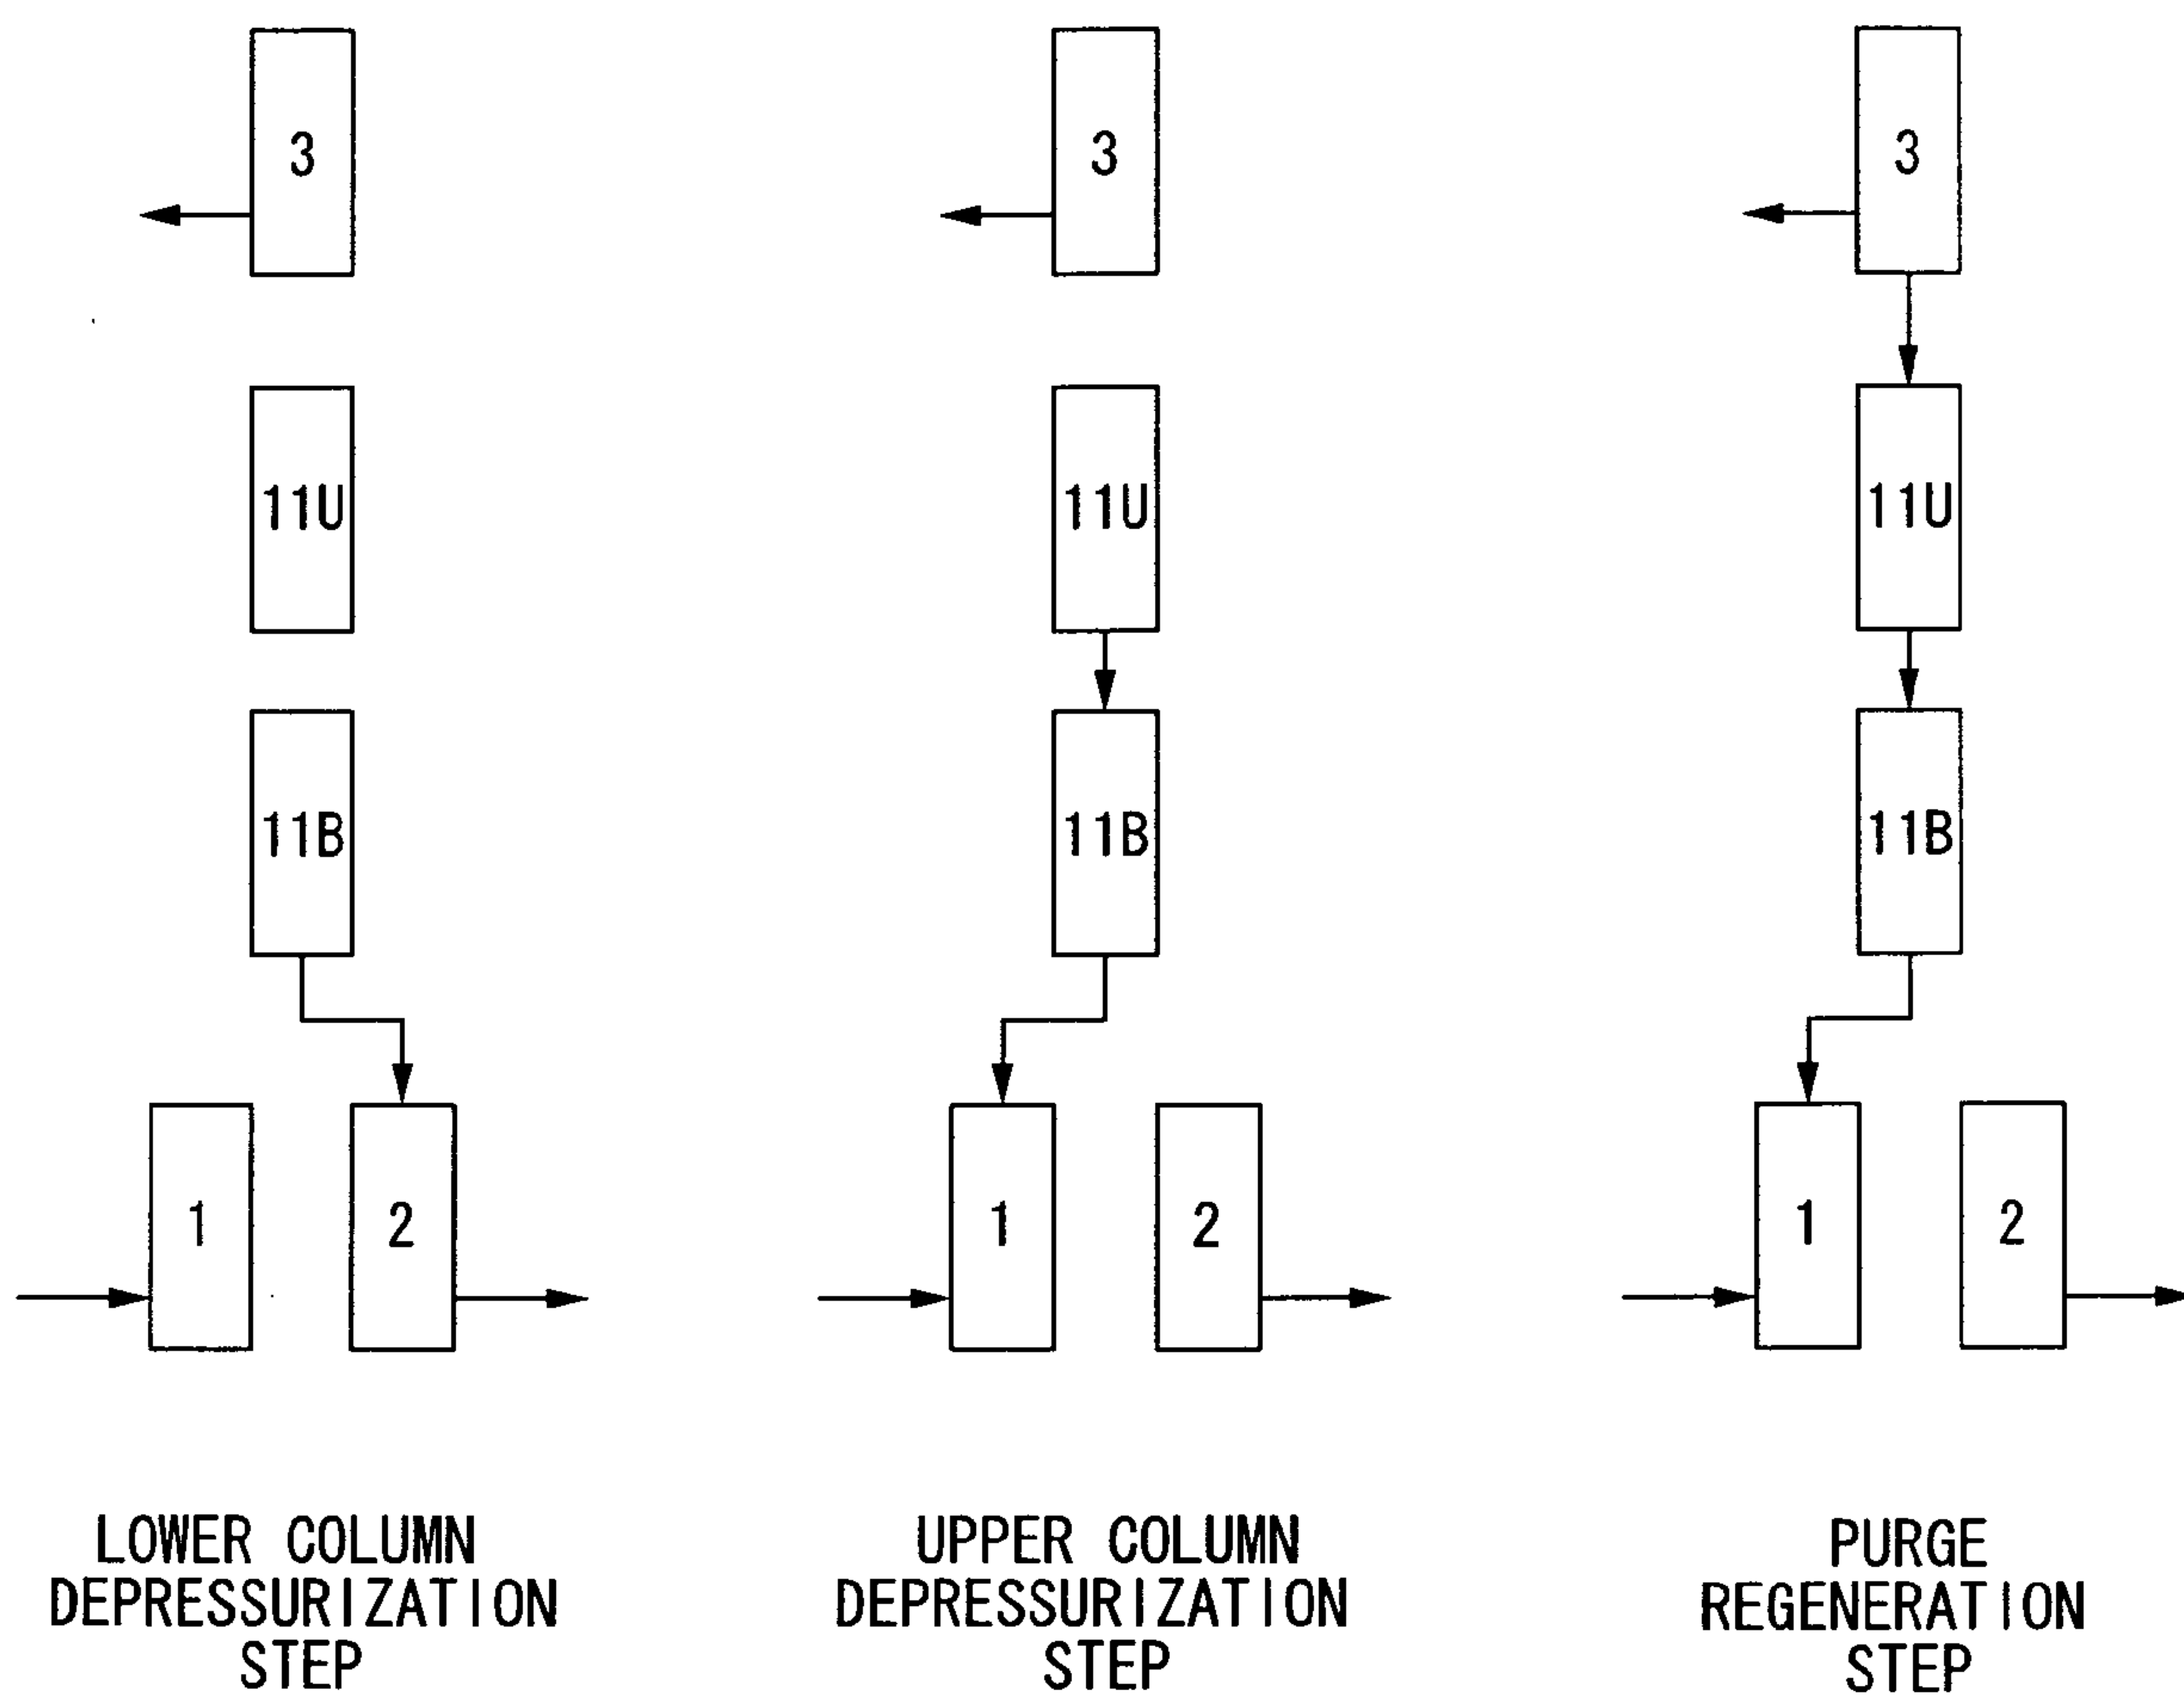 3
3
3
11U
11U
11U
11B
11B
11B
1
2
1
2
1
2
LOWER COLUMN
DEPRESSURIZATION
STEP
UPPER COLUMN
DEPRESSURIZATION
STEP
PURGE
REGENERATION
STEP